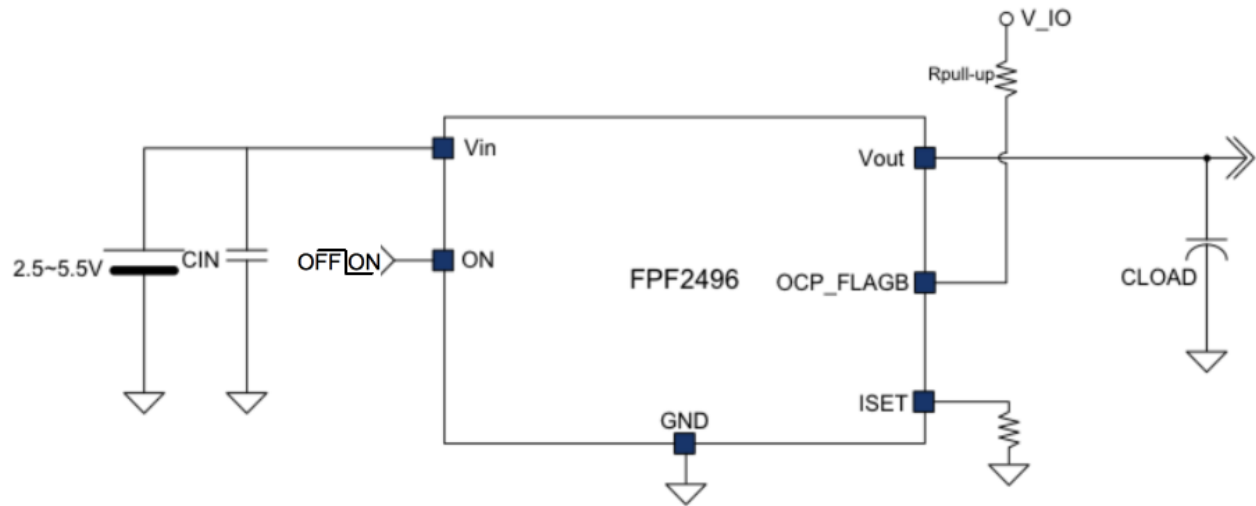 V_IO
Rpull-up
Vin
Vout
2.5~5.5V
CIN
OFF ON
ON
FPF2496
OCP_FLAGB
CLOAD
ISET
GND